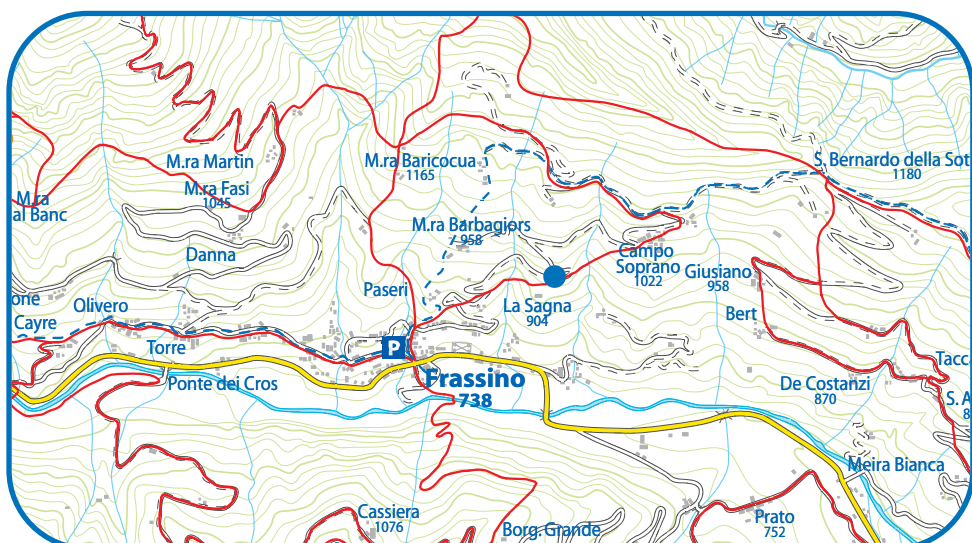 M.ra Martin
M.ra Baricocua
1165
S. Bernardo della Sot
1180
M.ra Fasi
1045
M.ra
al Banc
M.ra Barbagiors
958
Danna
Campo
Soprano
1022
Giusiano
958
Paseri
one
Olivero
La Sagna
904
Bert
Cayre
Torre
P
Tacc
Frassino
738
Ponte dei Cros
De Costanzi
870
S. A
8
Meira Bianca
Cassiera
1076
Borg. Grande
Prato
752